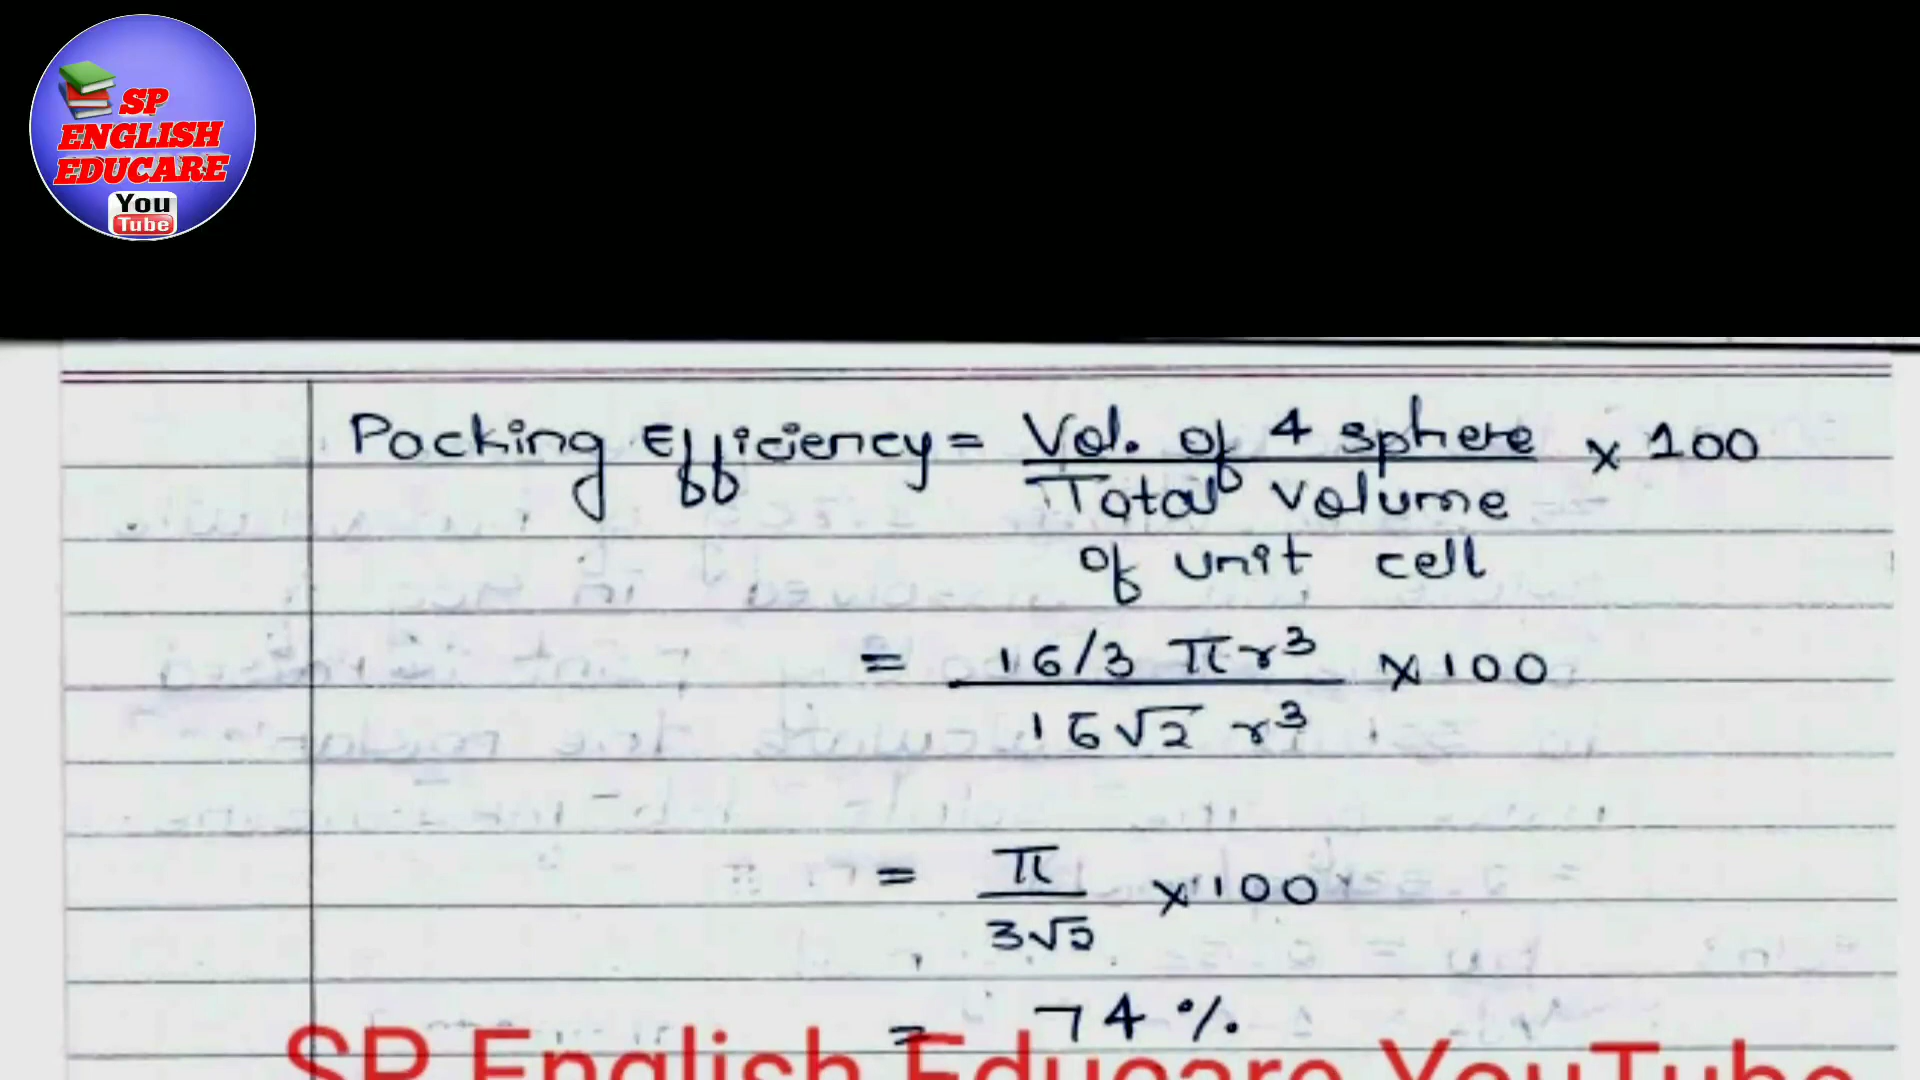 SP
ENGLISH
EDUCARE
You
Tube
Packing Efficiency = Vol. of 4 sphere × 100
Total volume
of unit cell
= 16/3 πr³ × 100
16√2 r³
= π × 100
3√2
= 74 %
SP English Educare YouTube